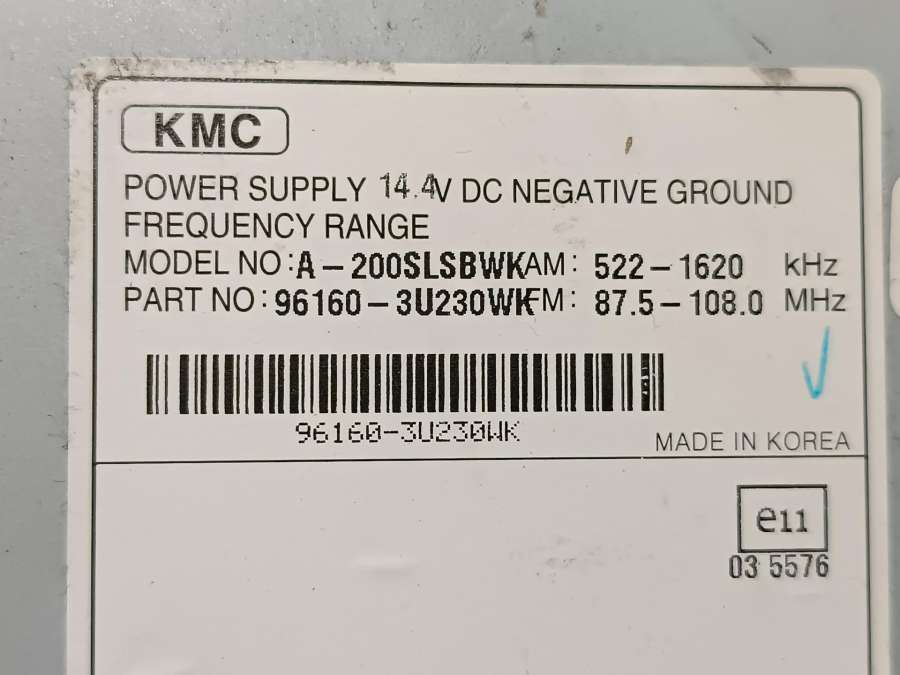 KMC
POWER SUPPLY 14.4V DC NEGATIVE GROUND
FREQUENCY RANGE
MODEL NO: A-200SLSBWK AM: 522-1620 kHz
PART NO: 96160-3U230WK FM: 87.5-108.0 MHz
96160-3U230WK
MADE IN KOREA
e11
03 5576